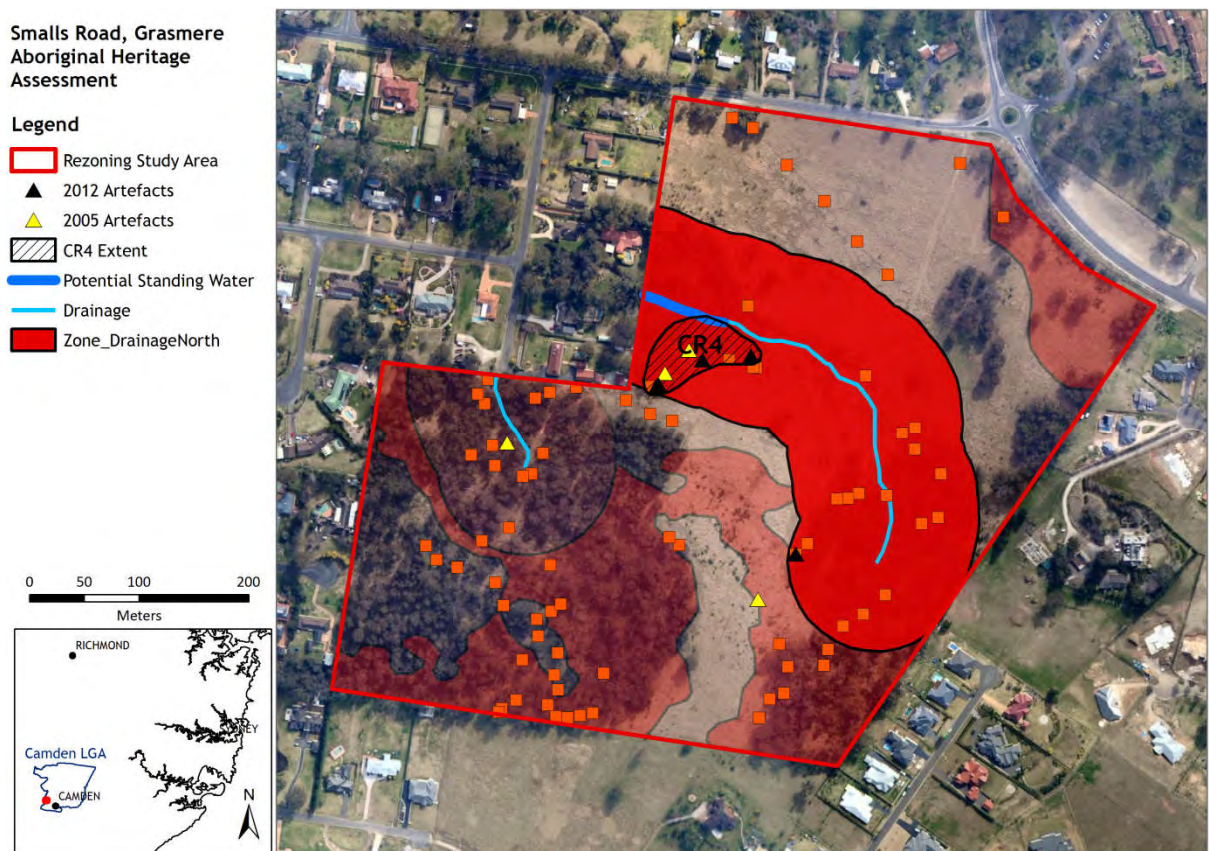 Smalls Road, Grasmere
Aboriginal Heritage
Assessment
Legend
Rezoning Study Area
2012 Artefacts
2005 Artefacts
CR4 Extent
Potential Standing Water
Drainage
Zone_DrainageNorth
CR4
0 50 100 200
Meters
RICHMOND
NEY
Camden LGA
CAMDEN
N